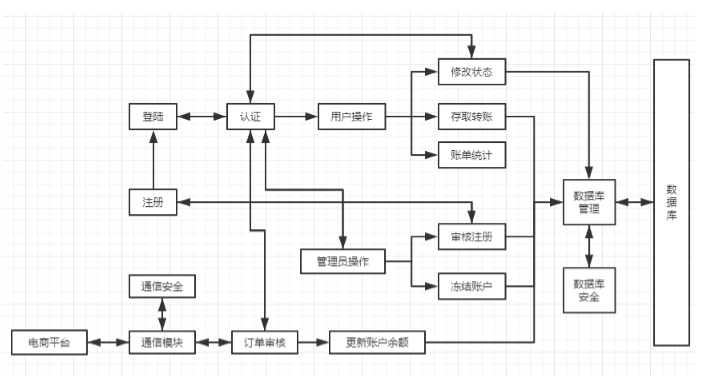 修改状态
登陆
认证
用户操作
存取转账
账单统计
注册
数据库
管理
数
据
库
审核注册
管理员操作
冻结账户
数据库
安全
通信安全
电商平台
通信模块
订单审核
更新账户余额